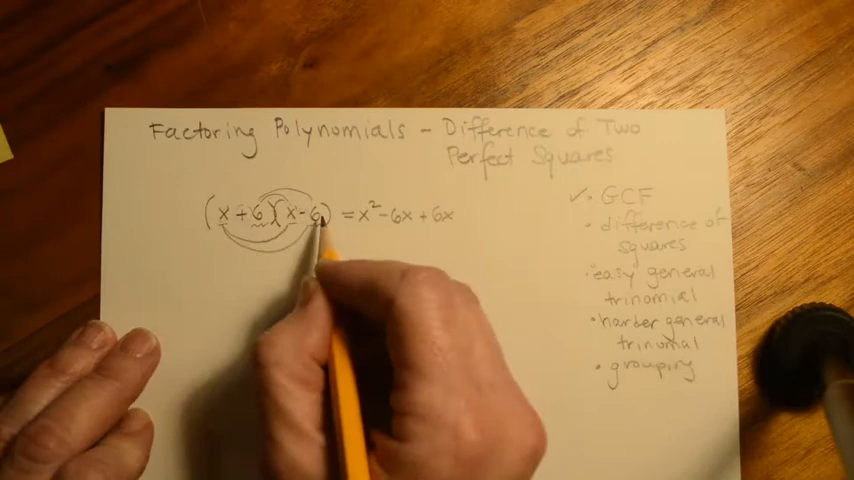 Factoring Polynomials - Difference of Two
Perfect Squares
(x + 6)(x - 6) = x² - 6x + 6x
✓ • GCF
• difference of
squares
• easy general
trinomial
• harder general
trinomial
• grouping